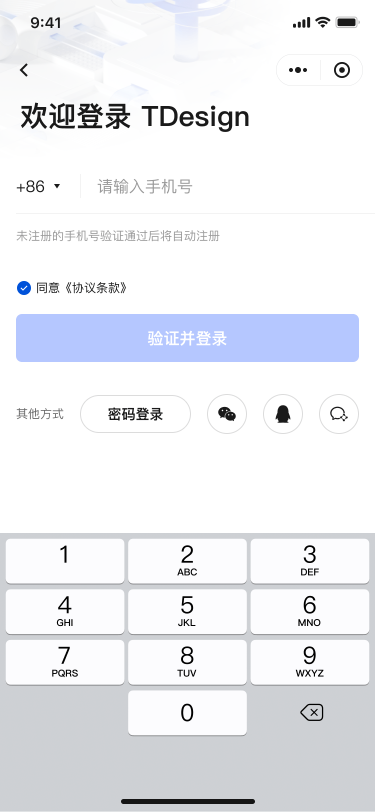 9:41
欢迎登录 TDesign
+86 请输入手机号
未注册的手机号验证通过后将自动注册
同意《协议条款》
验证并登录
其他方式 密码登录
1 2 3
ABC DEF
4 5 6
GHI JKL MNO
7 8 9
PQRS TUV WXYZ
0